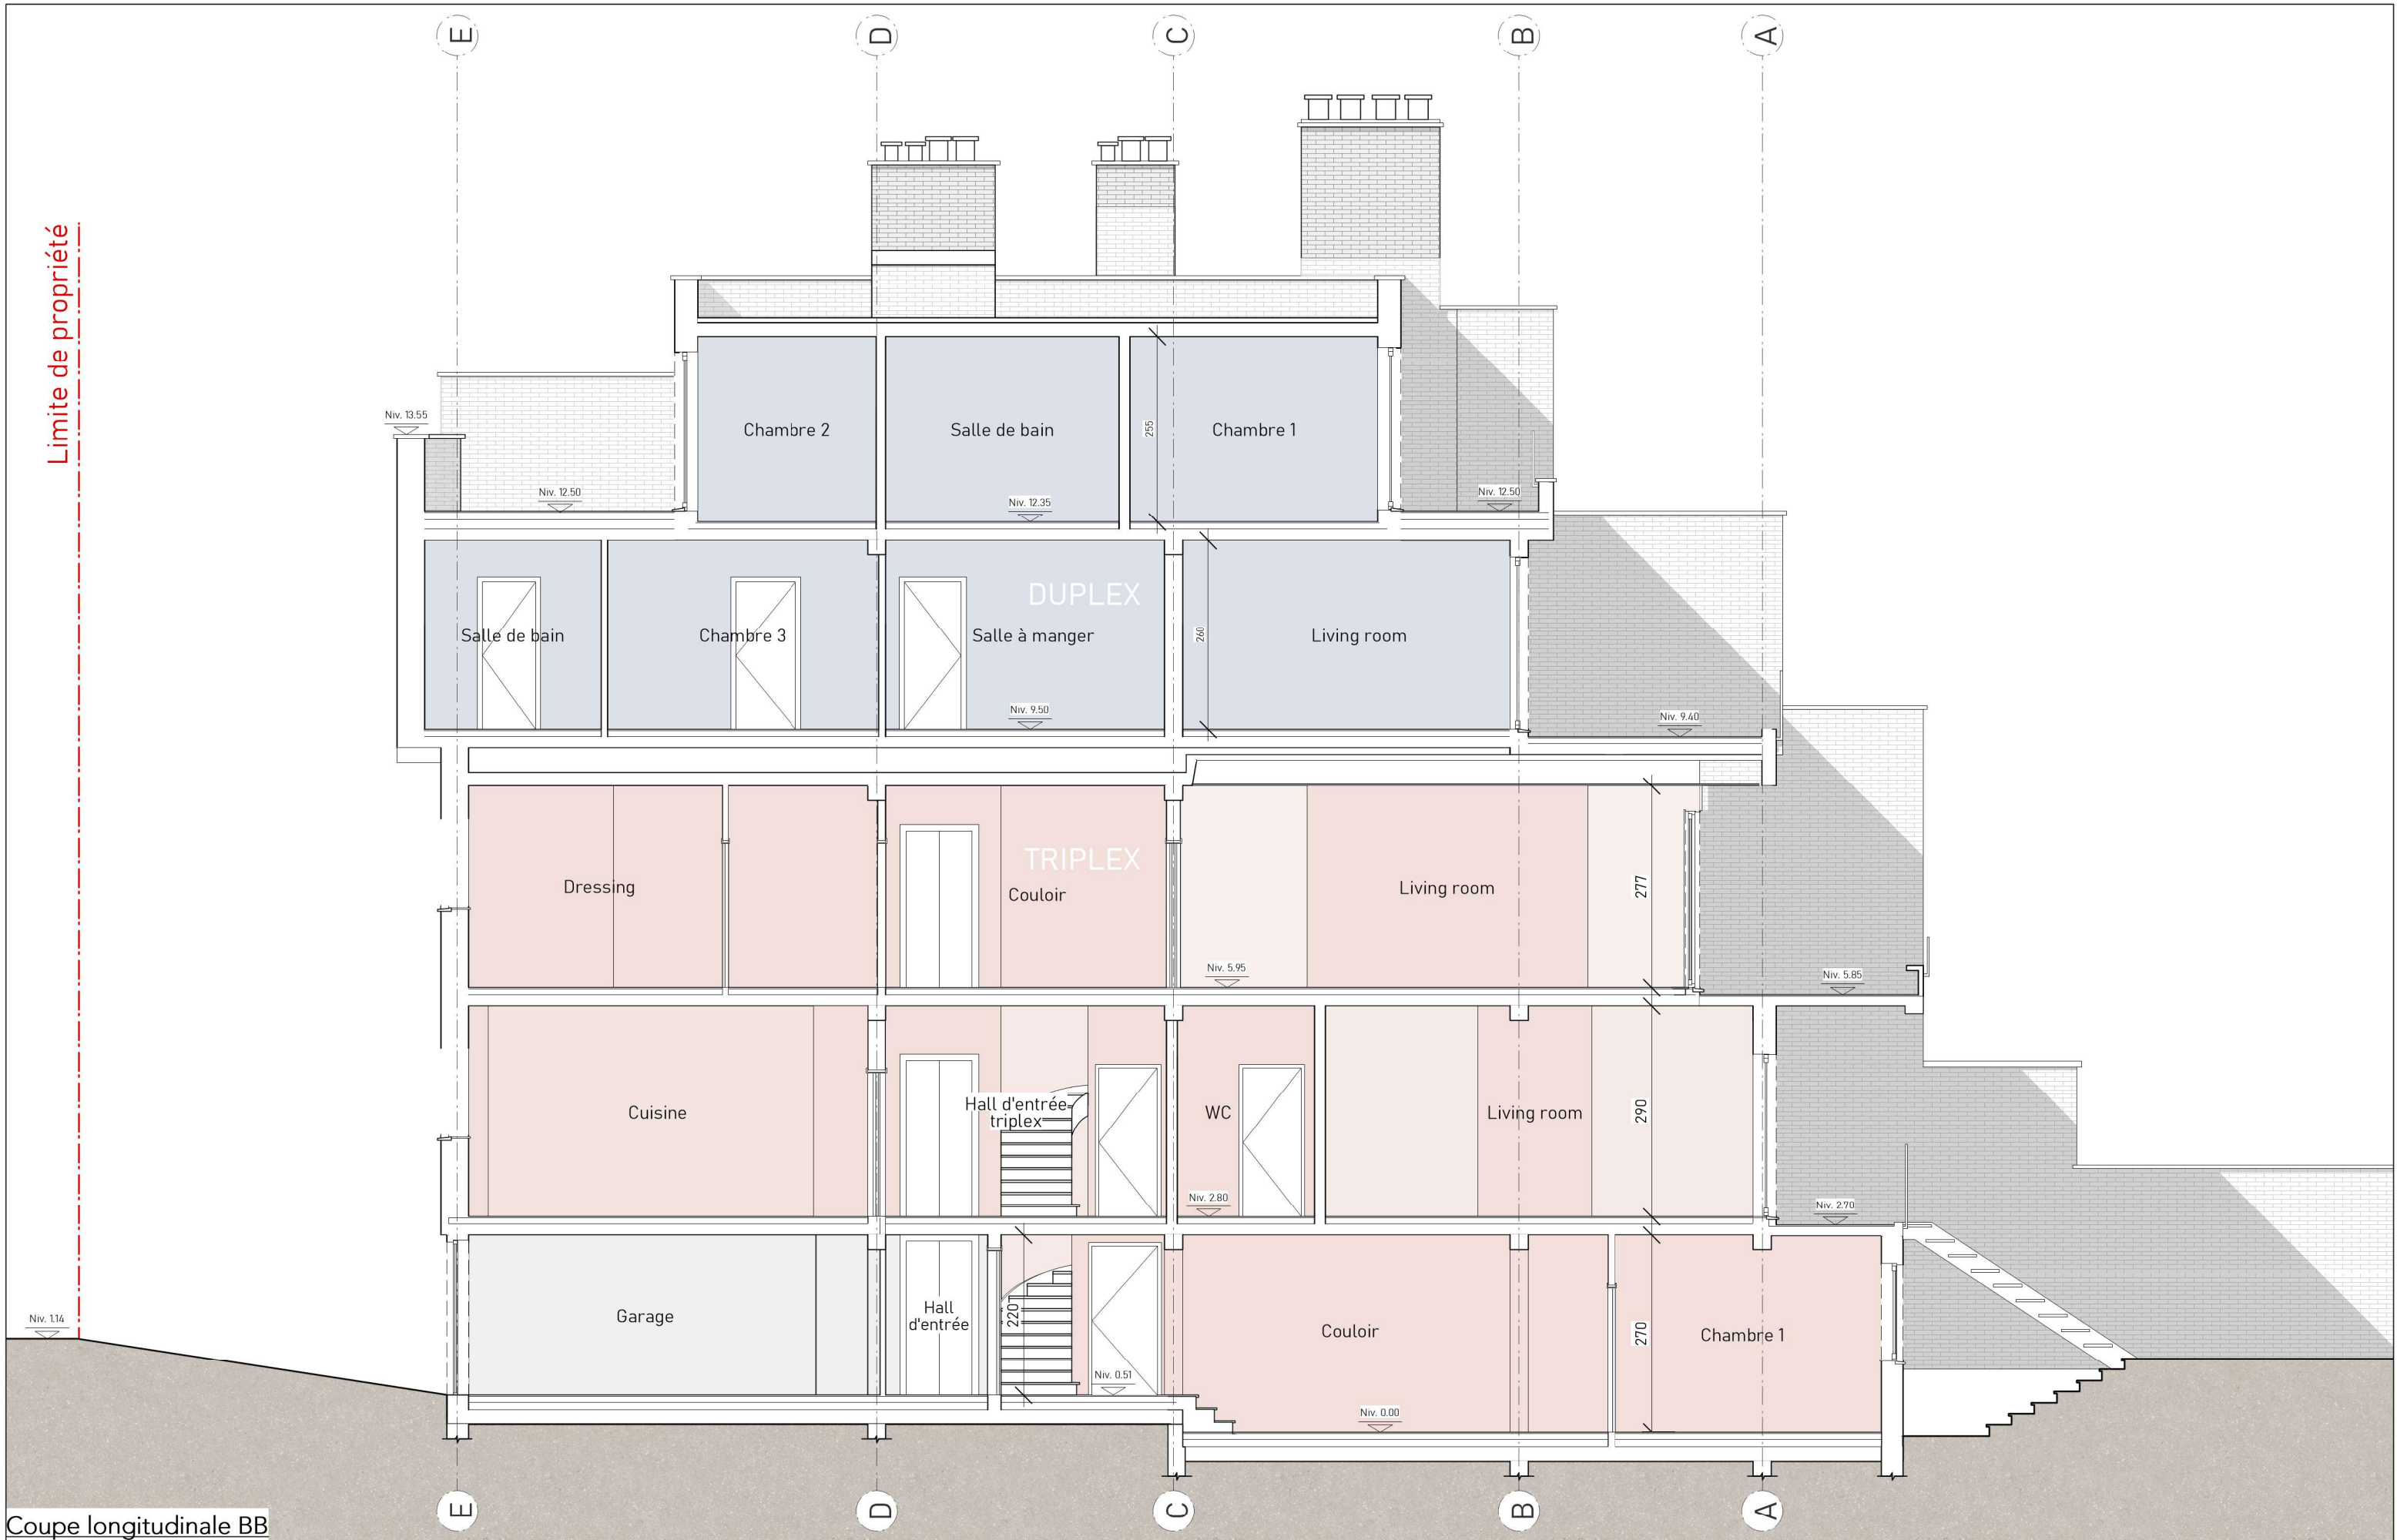 E
D
C
B
A
Limite de propriété
Niv. 13.55
Chambre 2
Salle de bain
255
Chambre 1
Niv. 12.50
Niv. 12.35
Niv. 12.50
DUPLEX
Salle de bain
Chambre 3
Salle à manger
260
Living room
Niv. 9.50
Niv. 9.40
TRIPLEX
Dressing
Couloir
Living room
277
Niv. 5.95
Niv. 5.85
Cuisine
Hall d'entrée
triplex
WC
Living room
290
Niv. 2.80
Niv. 2.70
Niv. 1.14
Garage
Hall
d'entrée
220
Couloir
270
Chambre 1
Niv. 0.51
Niv. 0.00
E
D
C
B
A
Coupe longitudinale BB